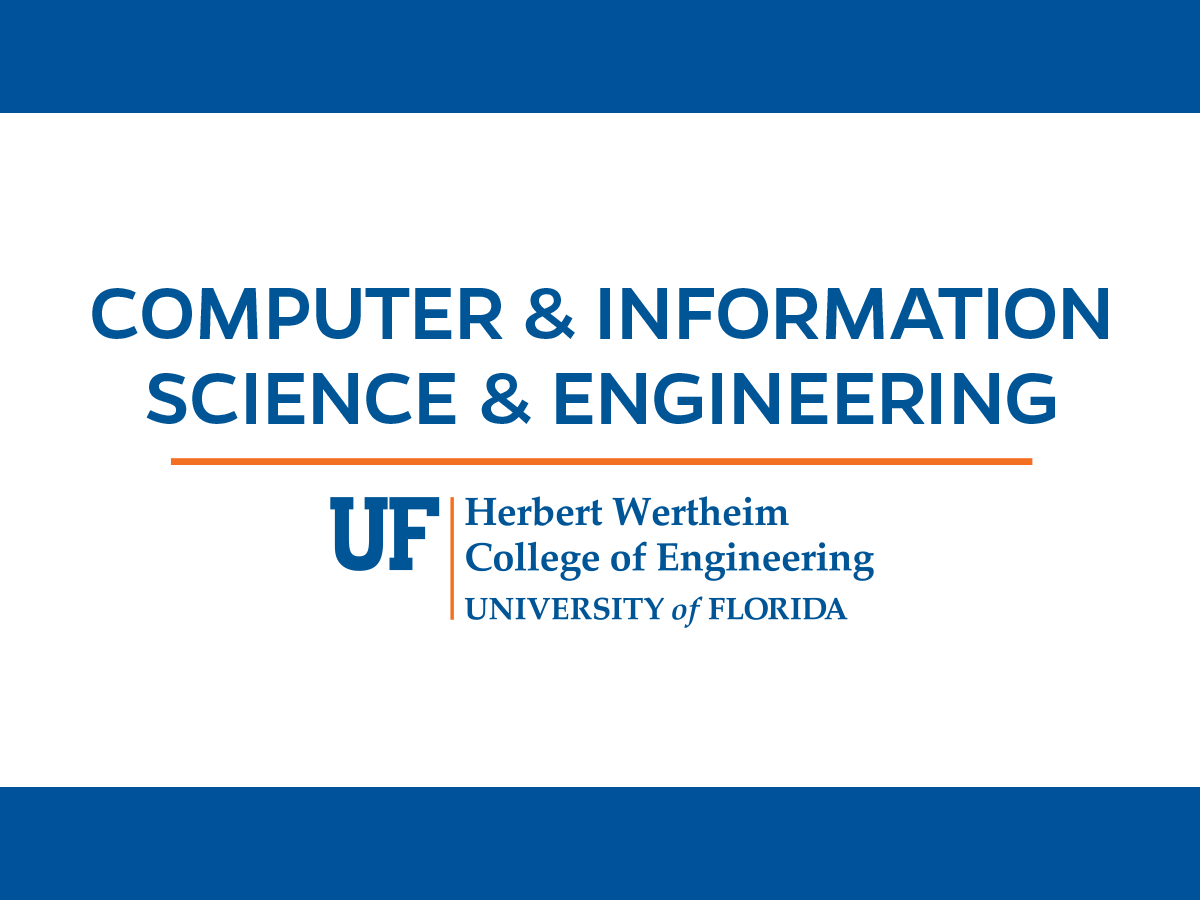 COMPUTER & INFORMATION
SCIENCE & ENGINEERING
UF
Herbert Wertheim
College of Engineering
UNIVERSITY of FLORIDA